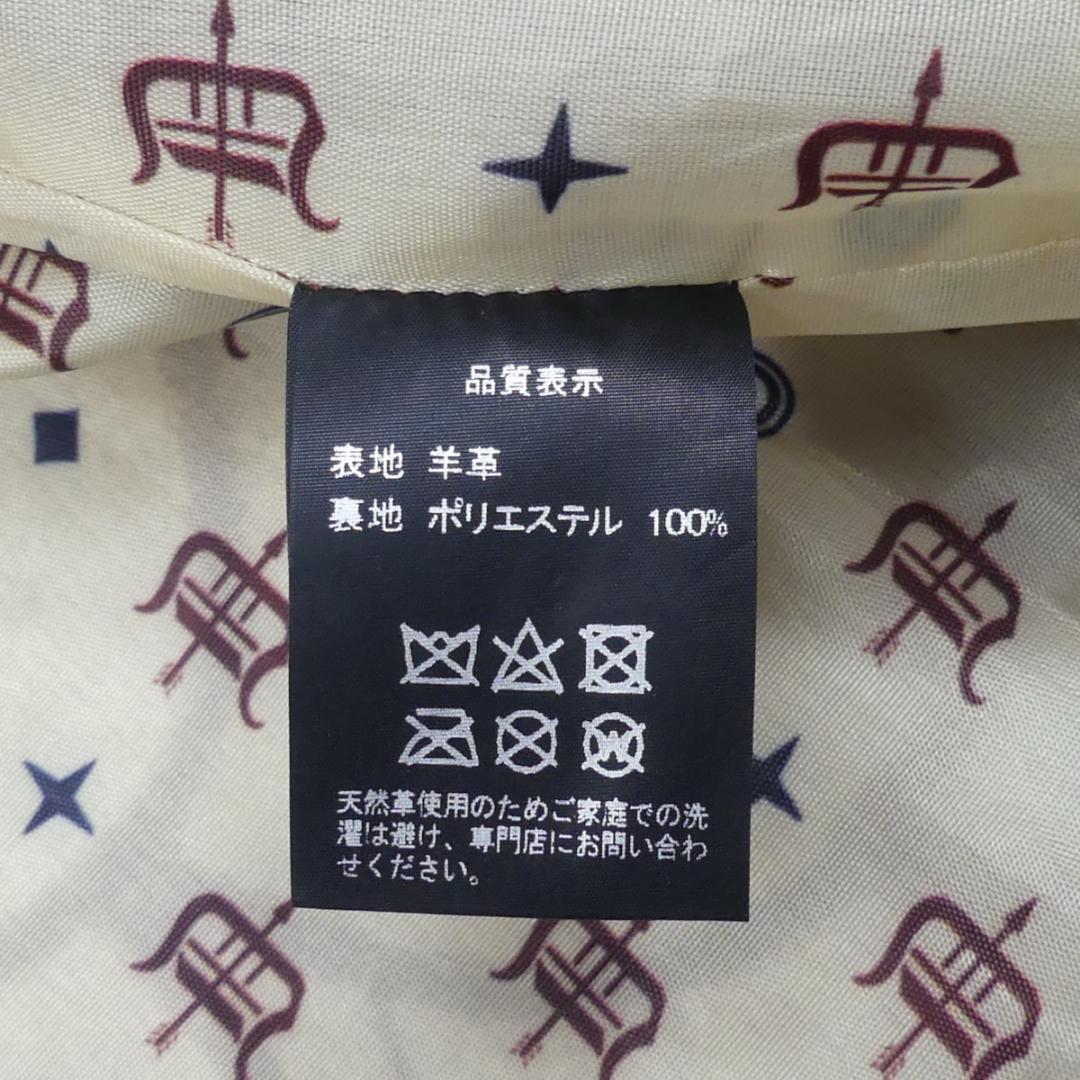 品質表示
表地 羊革
裏地 ポリエステル 100%
天然革使用のためご家庭での洗
濯は避け、専門店にお問い合わ
せください。